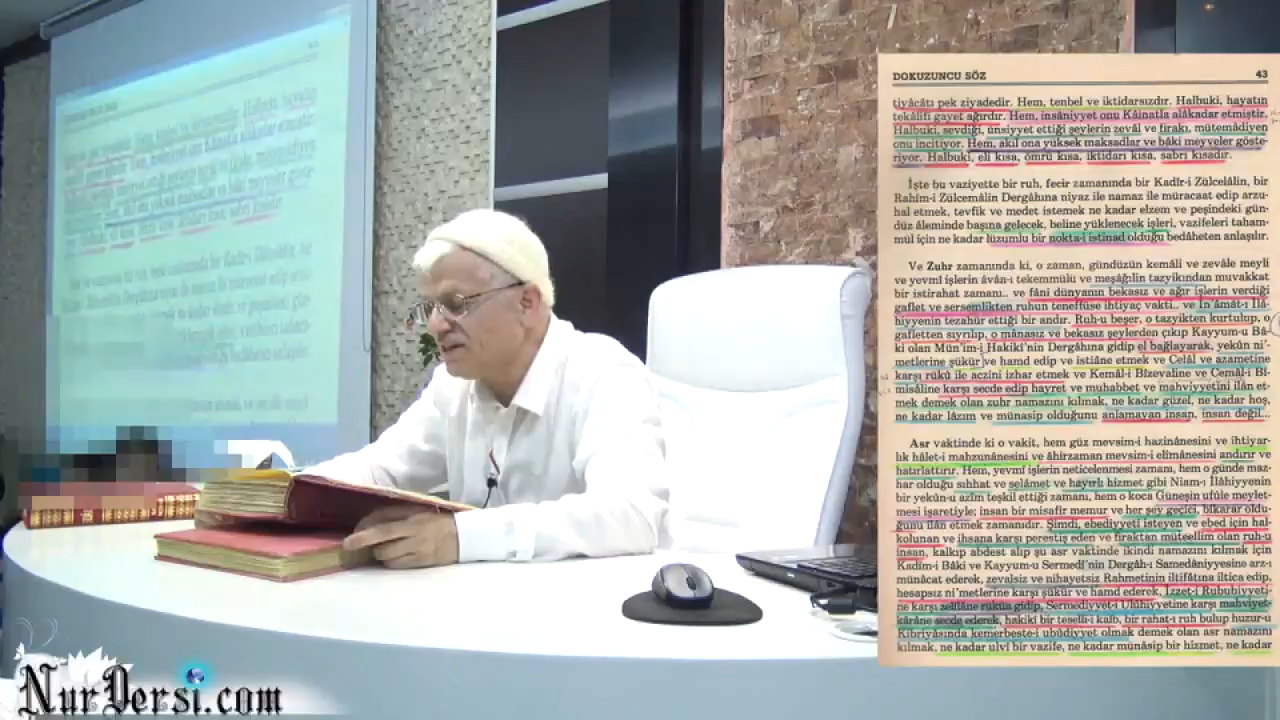 DOKUZUNCU SÖZ 43
tiyâcâtı pek ziyadedir. Hem, tenbel ve iktidarsızdır. Halbuki, hayatın
tekâlifi gayet ağırdır. Hem, insâniyyet onu Kâinatla alâkadar etmiştir.
Halbuki, sevdiği, ünsiyyet ettiği şeylerin zevâl ve firakı, mütemâdiyen
onu incitiyor. Hem, akıl ona yüksek maksadlar ve bâki meyveler göste-
riyor. Halbuki, eli kısa, ömrü kısa, iktidarı kısa, sabrı kısadır.
İşte bu vaziyette bir ruh, fecir zamanında bir Kadîr-i Zülcelâlin, bir
Rahîm-i Zülcemâlin Dergâhına niyaz ile namaz ile müracaat edip arzu-
hal etmek, tevfik ve medet istemek ne kadar elzem ve peşindeki gün-
düz âleminde başına gelecek, beline yüklenecek işleri, vazifeleri taham-
mül için ne kadar lüzumlu bir nokta-i istinad olduğu bedâheten anlaşılır.
Ve Zuhr zamanında ki, o zaman, gündüzün kemâli ve zevâle meyli
ve yevmî işlerin âvân-ı tekemmülü ve meşâğilin tazyikından muvakkat
bir istirahat zamanı.. ve fâni dünyanın bekasız ve ağır işlerin verdiği
gaflet ve sersemlikten ruhun teneffüse ihtiyaç vakti.. ve İn'âmât-ı İlâ-
hiyyenin tezahür ettiği bir andır. Ruh-u beşer, o tazyikten kurtulup, o
gafletten sıyrılıp, o mânasız ve bekasız şeylerden çıkıp Kayyum-u Bâ-
ki olan Mün'im-i Hakikî'nin Dergâhına gidip el bağlayarak, yekûn ni'-
metlerine şükür ve hamd edip ve istiâne etmek ve Celâl ve azametine
karşı rükû ile aczini izhar etmek ve Kemâl-i Bîzevaline ve Cemâl-i Bî-
misâline karşı secde edip hayret ve muhabbet ve mahviyyetini ilân et-
mek demek olan zuhr namazını kılmak, ne kadar güzel, ne kadar hoş,
ne kadar lâzım ve münasip olduğunu anlamayan insan, insan değil...
Asr vaktinde ki o vakit, hem güz mevsim-i hazinânesini ve ihtiyar-
lık hâlet-i mahzunânesini ve âhirzaman mevsim-i elîmânesini andırır ve
hatırlattırır. Hem, yevmî işlerin neticelenmesi zamanı, hem o günde maz-
har olduğu sıhhat ve selâmet ve hayırlı hizmet gibi Niam-ı İlâhiyyenin
bir yekûn-u azîm teşkil ettiği zamanı, hem o koca Güneşin ufûle meylet-
mesi işaretiyle; insan bir misafir memur ve her şey geçici, bîkarar oldu-
ğunu ilân etmek zamanıdır. Şimdi, ebediyyeti isteyen ve ebed için hal-
kolunan ve ihsana karşı perestiş eden ve firaktan müteellim olan ruh-u
insan, kalkıp abdest alıp şu asr vaktinde ikindi namazını kılmak için
Kadîm-i Bâki ve Kayyum-u Sermedî'nin Dergâh-ı Samedâniyyesine arz-ı
münâcat ederek, zevalsiz ve nihayetsiz Rahmetinin iltifâtına iltica edip,
hesapsız ni'metlerine karşı şükür ve hamd ederek, İzzet-i Rububiyyeti-
ne karşı zelîlâne rükûa gidip, Sermediyyet-i Ulûhiyyetine karşı mahviyet-
kârâne secde ederek, hakikî bir teselli-i kalb, bir rahat-ı ruh bulup huzur-u
Kibriyâsında kemerbeste-i ubûdiyyet olmak demek olan asr namazını
kılmak, ne kadar ulvî bir vazife, ne kadar münâsip bir hizmet, ne kadar
NurDersi.com